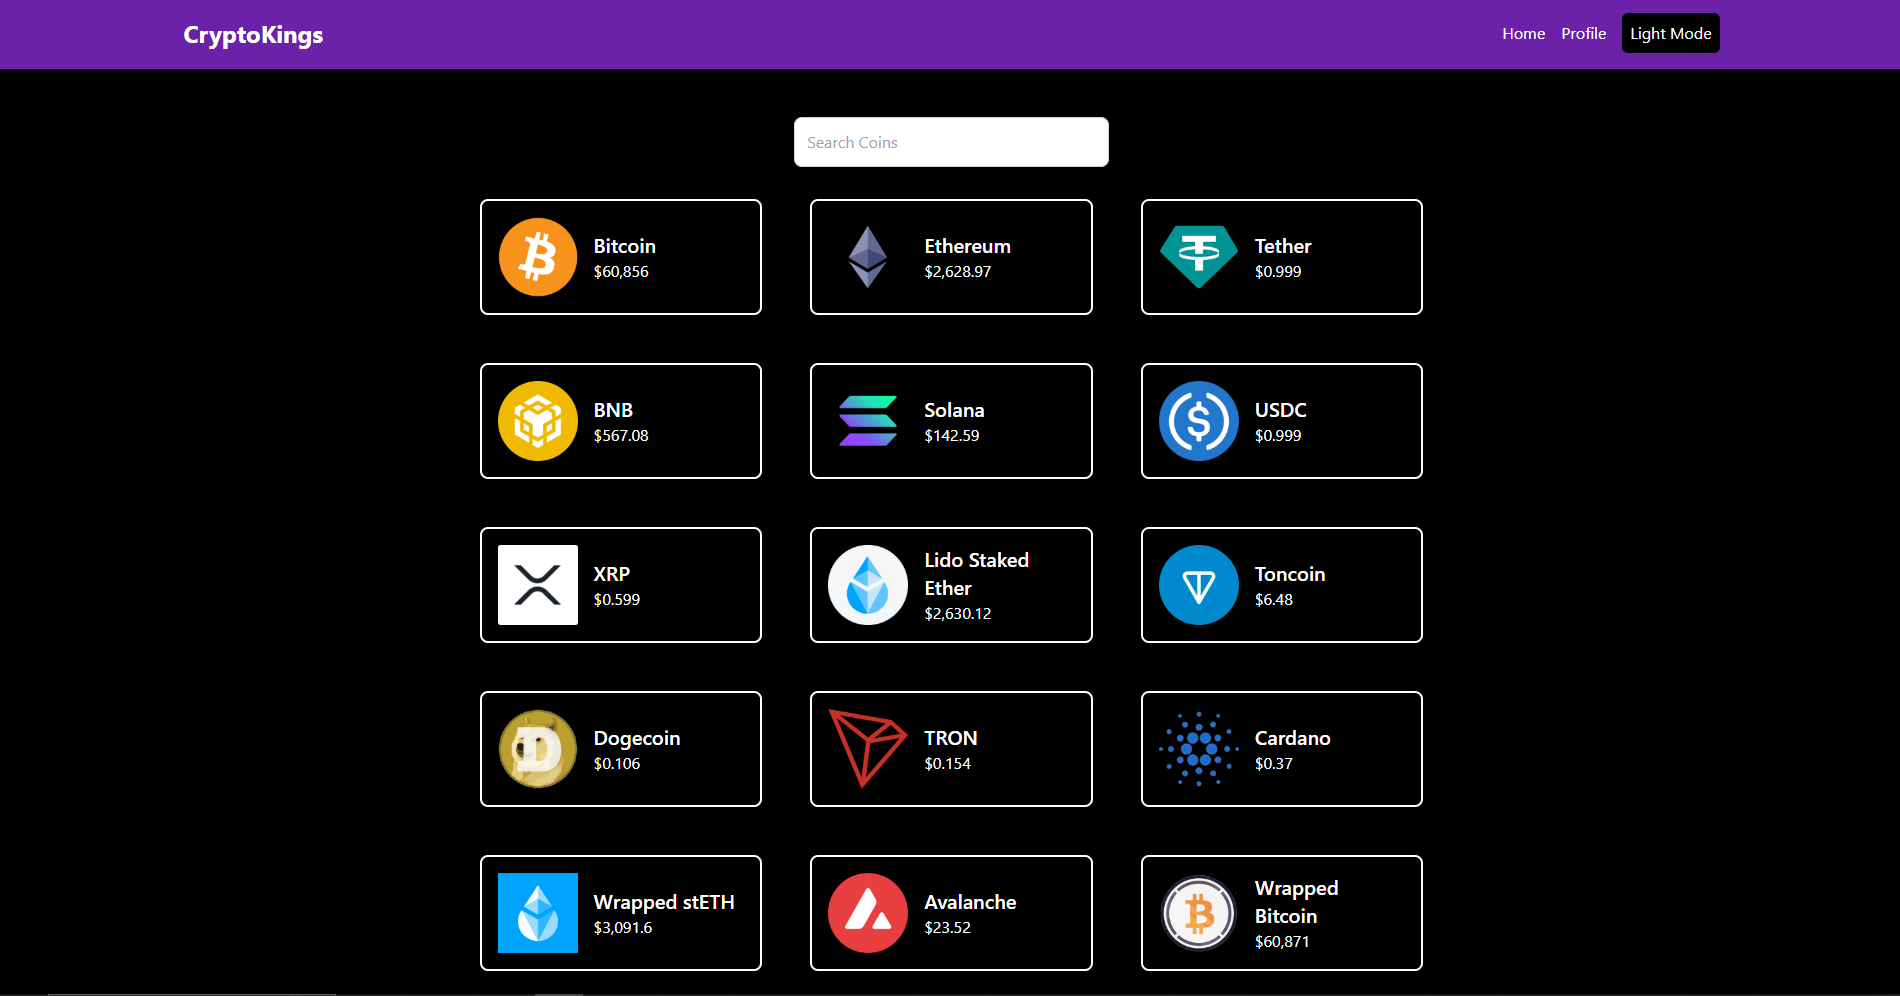 CryptoKings
Home Profile Light Mode
Search Coins
Bitcoin
$60,856
Ethereum
$2,628.97
Tether
$0.999
BNB
$567.08
Solana
$142.59
USDC
$0.999
XRP
$0.599
Lido Staked
Ether
$2,630.12
Toncoin
$6.48
Dogecoin
$0.106
TRON
$0.154
Cardano
$0.37
Wrapped stETH
$3,091.6
Avalanche
$23.52
Wrapped
Bitcoin
$60,871